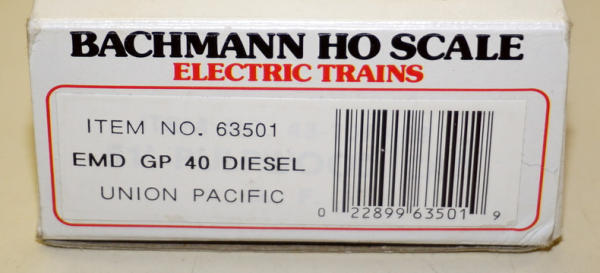 BACHMANN HO SCALE
ELECTRIC TRAINS
ITEM NO. 63501
EMD GP 40 DIESEL
UNION PACIFIC
0 22899 63501 9